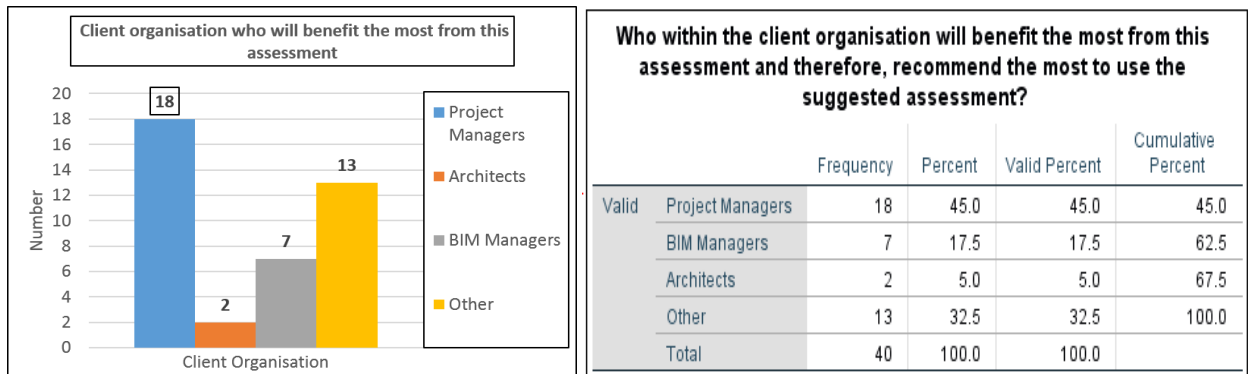 Client organisation who will benefit the most from this
assessment
20
18
16
14
12
10
8
6
4
2
0
Number
18
2
7
13
Client Organisation
Project
Managers
Architects
BIM Managers
Other
Who within the client organisation will benefit the most from this
assessment and therefore, recommend the most to use the
suggested assessment?
Frequency Percent Valid Percent Cumulative
Percent
Valid Project Managers 18 45.0 45.0 45.0
BIM Managers 7 17.5 17.5 62.5
Architects 2 5.0 5.0 67.5
Other 13 32.5 32.5 100.0
Total 40 100.0 100.0